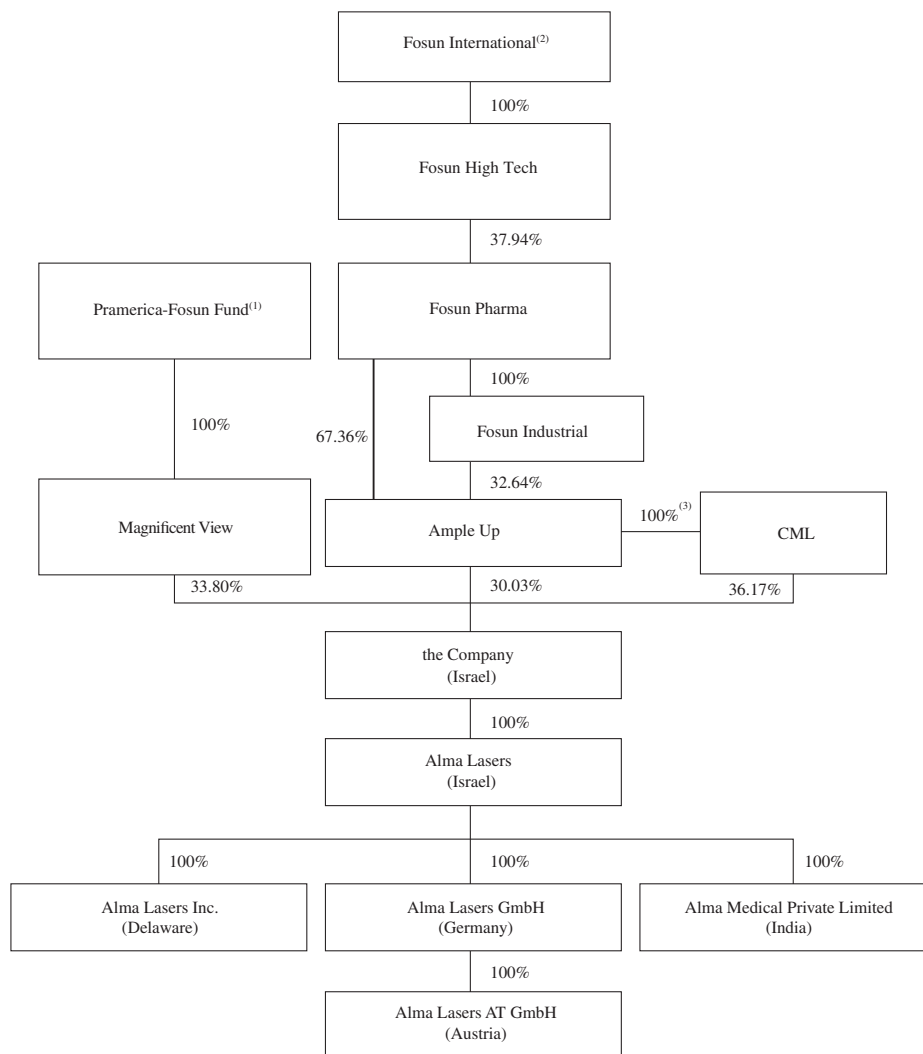 Fosun International(2)
100%
Fosun High Tech
37.94%
Pramerica-Fosun Fund(1)
Fosun Pharma
100%
100%
67.36%
Fosun Industrial
32.64%
Magnificent View
Ample Up
100%(3)
CML
33.80%
30.03%
36.17%
the Company
(Israel)
100%
Alma Lasers
(Israel)
100%
100%
100%
Alma Lasers Inc.
(Delaware)
Alma Lasers GmbH
(Germany)
Alma Medical Private Limited
(India)
100%
Alma Lasers AT GmbH
(Austria)